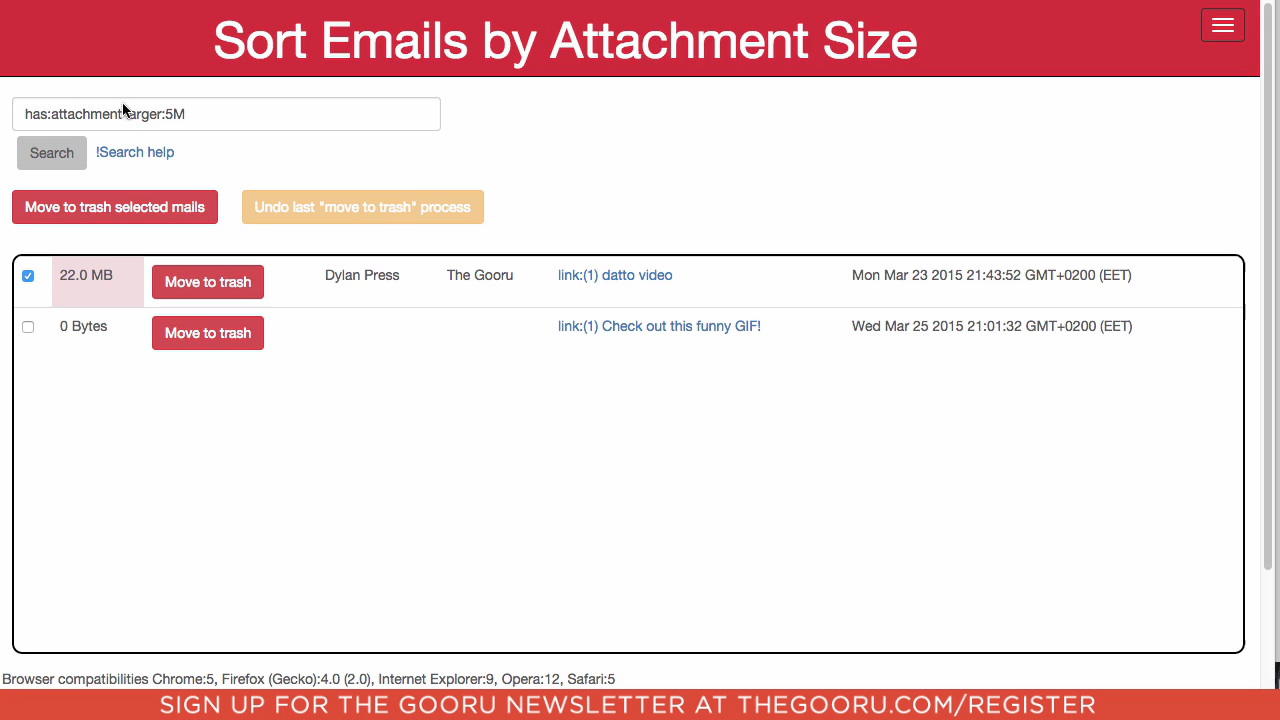 Sort Emails by Attachment Size
has:attachment larger:5M
Search !Search help
Move to trash selected mails Undo last "move to trash" process
22.0 MB Move to trash Dylan Press The Gooru link:(1) datto video Mon Mar 23 2015 21:43:52 GMT+0200 (EET)
0 Bytes Move to trash link:(1) Check out this funny GIF! Wed Mar 25 2015 21:01:32 GMT+0200 (EET)
Browser compatibilities Chrome:5, Firefox (Gecko):4.0 (2.0), Internet Explorer:9, Opera:12, Safari:5
SIGN UP FOR THE GOORU NEWSLETTER AT THEGOORU.COM/REGISTER